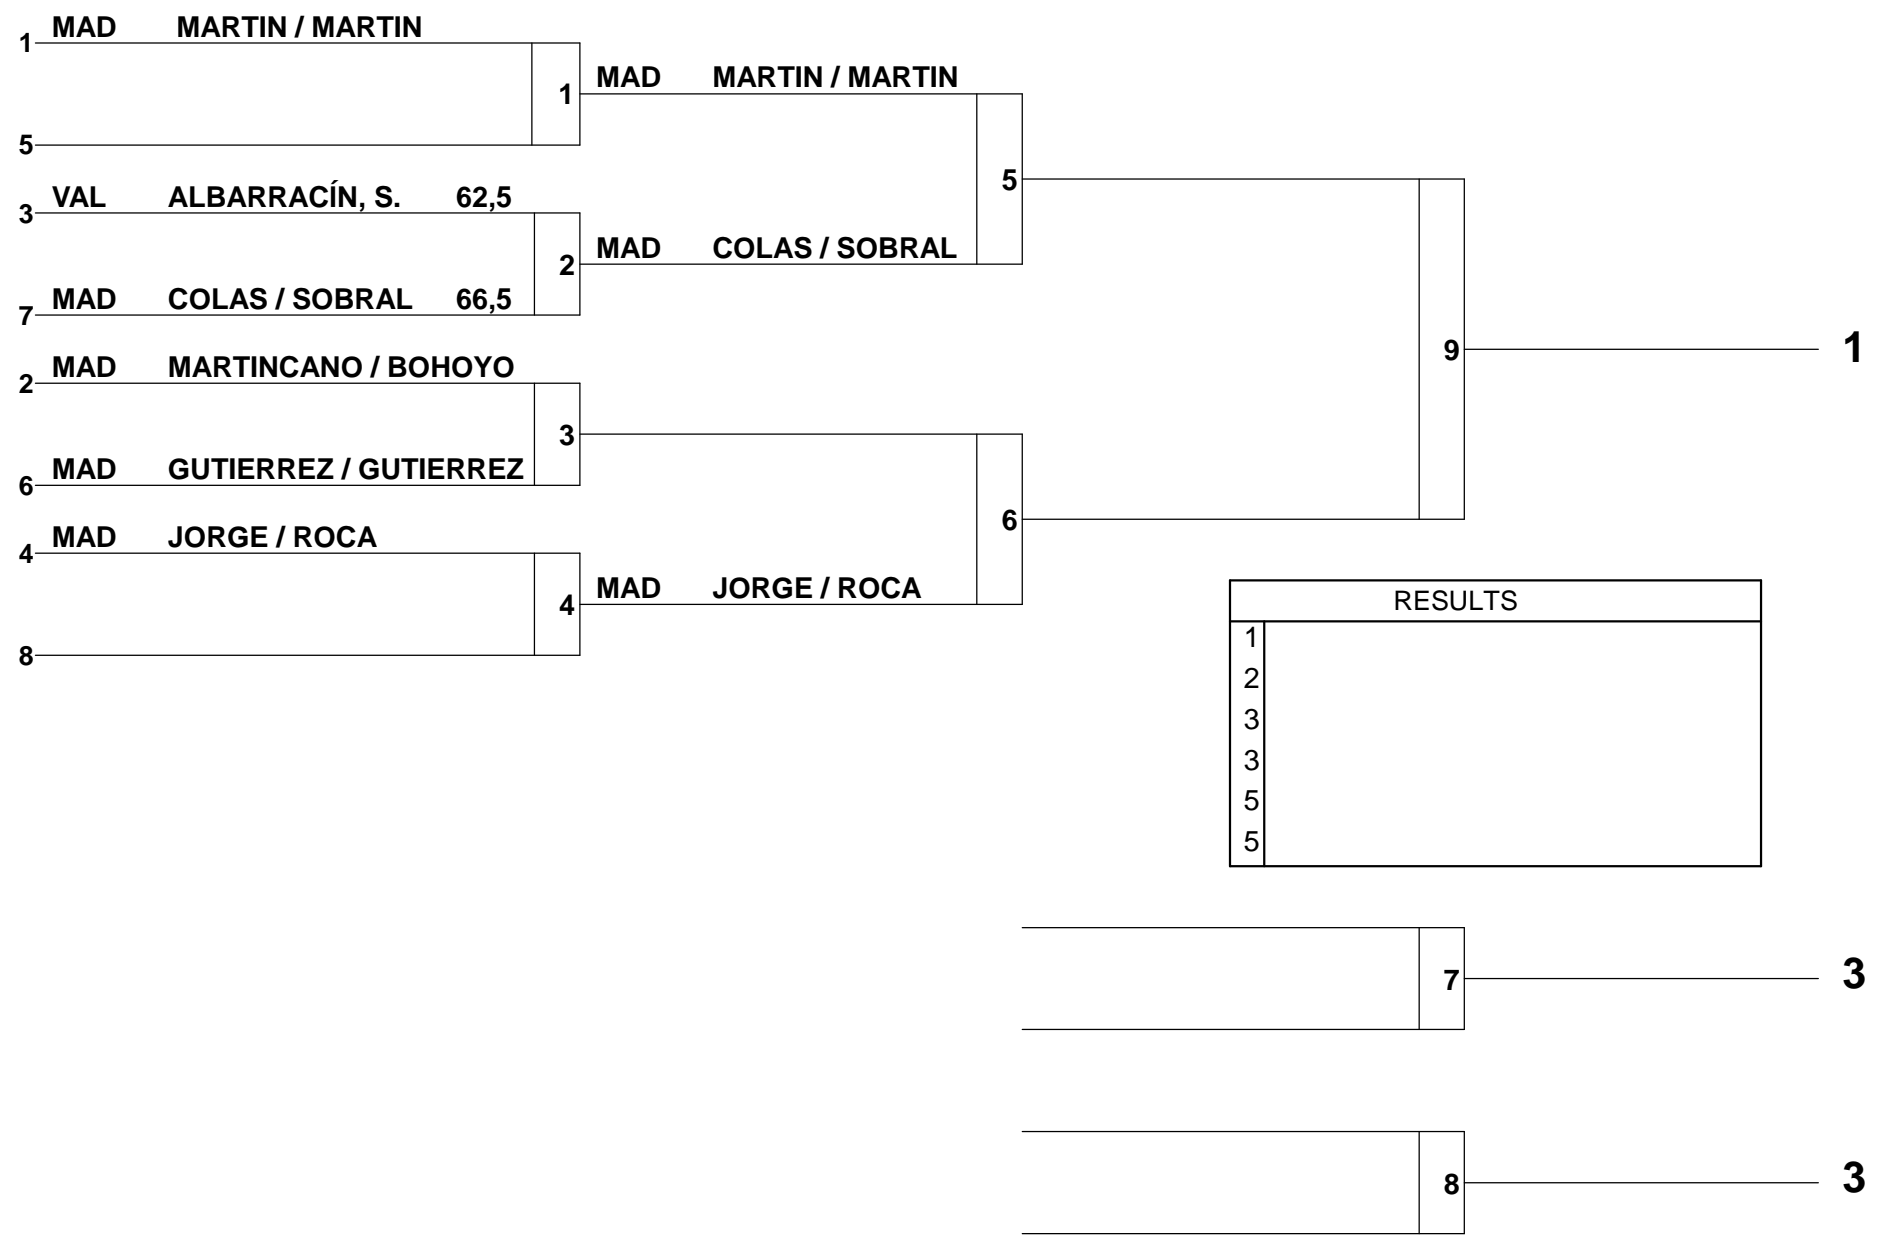 1 MAD MARTIN / MARTIN
1 MAD MARTIN / MARTIN
5
5
3 VAL ALBARRACÍN, S. 62,5
2 MAD COLAS / SOBRAL
7 MAD COLAS / SOBRAL 66,5
9 1
2 MAD MARTINCANO / BOHOYO
3
6 MAD GUTIERREZ / GUTIERREZ
6
4 MAD JORGE / ROCA
4 MAD JORGE / ROCA
8
RESULTS
1
2
3
3
5
5
7 3
8 3